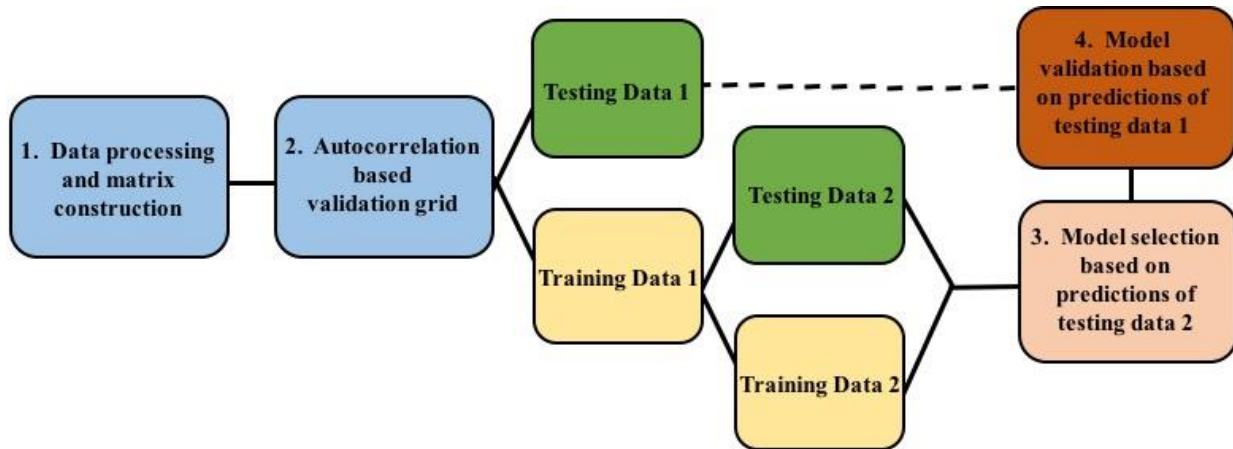 1. Data processing
and matrix
construction
2. Autocorrelation
based
validation grid
Testing Data 1
Training Data 1
Testing Data 2
Training Data 2
3. Model selection
based on
predictions of
testing data 2
4. Model
validation based
on predictions of
testing data 1